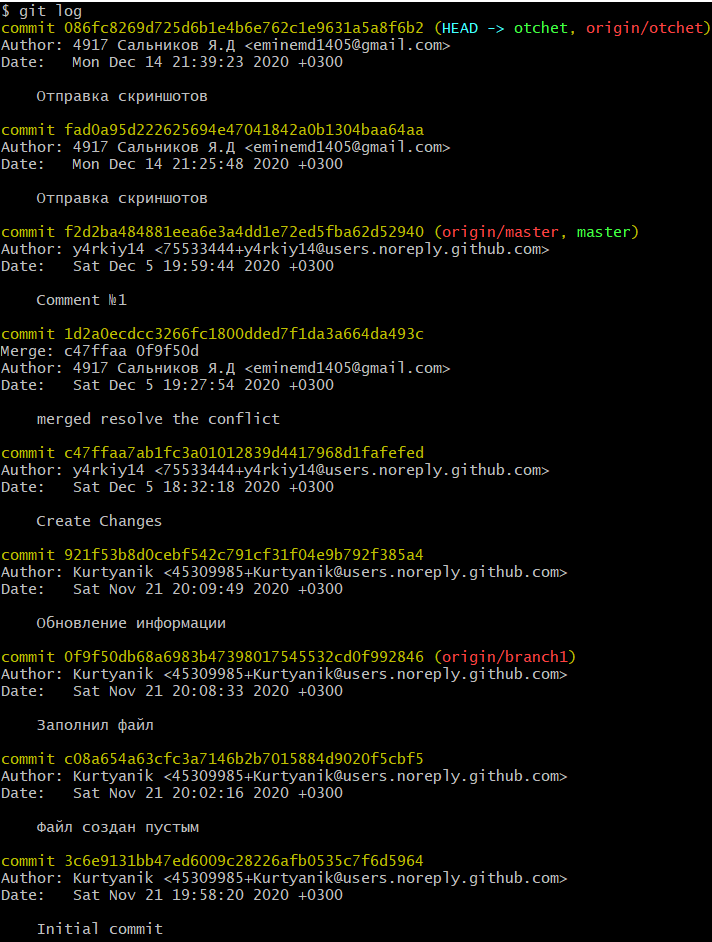 $ git log
commit 086fc8269d725d6b1e4b6e762c1e9631a5a8f6b2 (HEAD -> otchet, origin/otchet)
Author: 4917 Сальников Я.Д <eminemd1405@gmail.com>
Date:   Mon Dec 14 21:39:23 2020 +0300
Отправка скриншотов
commit fad0a95d222625694e47041842a0b1304baa64aa
Author: 4917 Сальников Я.Д <eminemd1405@gmail.com>
Date:   Mon Dec 14 21:25:48 2020 +0300
Отправка скриншотов
commit f2d2ba484881eea6e3a4dd1e72ed5fba62d52940 (origin/master, master)
Author: y4rkiy14 <75533444+y4rkiy14@users.noreply.github.com>
Date:   Sat Dec 5 19:59:44 2020 +0300
Comment №1
commit 1d2a0ecdcc3266fc1800dded7f1da3a664da493c
Merge: c47ffaa 0f9f50d
Author: 4917 Сальников Я.Д <eminemd1405@gmail.com>
Date:   Sat Dec 5 19:27:54 2020 +0300
merged resolve the conflict
commit c47ffaa7ab1fc3a01012839d4417968d1fafefed
Author: y4rkiy14 <75533444+y4rkiy14@users.noreply.github.com>
Date:   Sat Dec 5 18:32:18 2020 +0300
Create Changes
commit 921f53b8d0cebf542c791cf31f04e9b792f385a4
Author: Kurtyanik <45309985+Kurtyanik@users.noreply.github.com>
Date:   Sat Nov 21 20:09:49 2020 +0300
Обновление информации
commit 0f9f50db68a6983b47398017545532cd0f992846 (origin/branch1)
Author: Kurtyanik <45309985+Kurtyanik@users.noreply.github.com>
Date:   Sat Nov 21 20:08:33 2020 +0300
Заполнил файл
commit c08a654a63cfc3a7146b2b7015884d9020f5cbf5
Author: Kurtyanik <45309985+Kurtyanik@users.noreply.github.com>
Date:   Sat Nov 21 20:02:16 2020 +0300
Файл создан пустым
commit 3c6e9131bb47ed6009c28226afb0535c7f6d5964
Author: Kurtyanik <45309985+Kurtyanik@users.noreply.github.com>
Date:   Sat Nov 21 19:58:20 2020 +0300
Initial commit